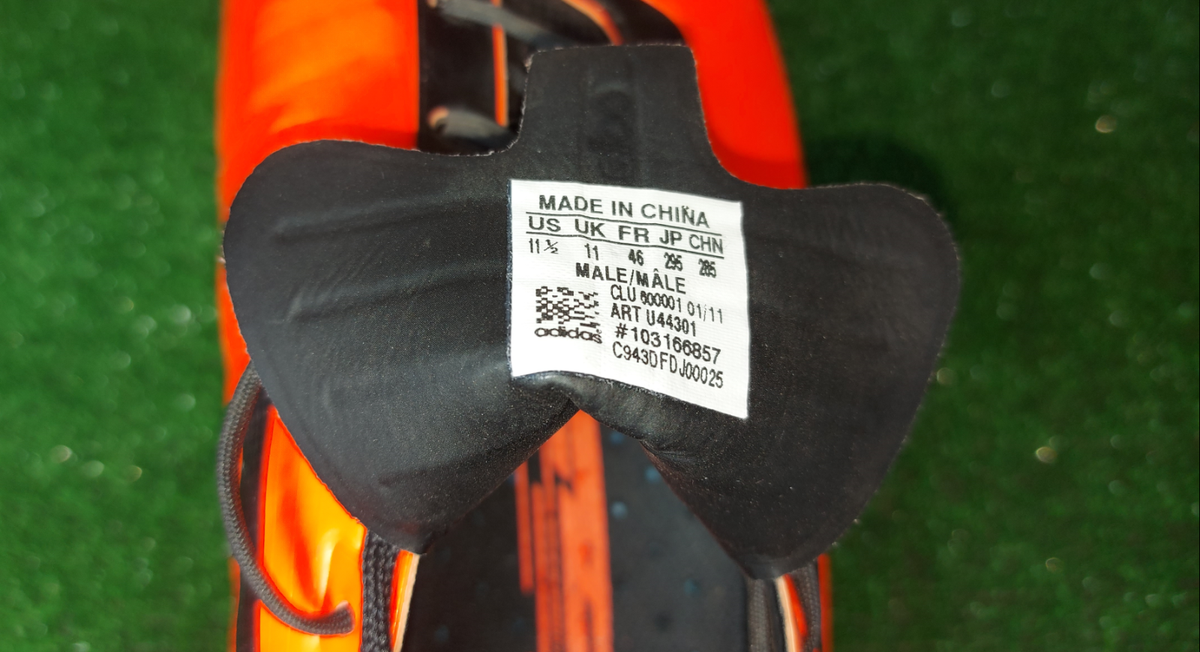 MADE IN CHINA
US UK FR JP CHN
11½ 11 46 295 285
MALE/MÂLE
CLU 600001 01/11
ART U44301
#103166857
C943DFDJ00025
adidas